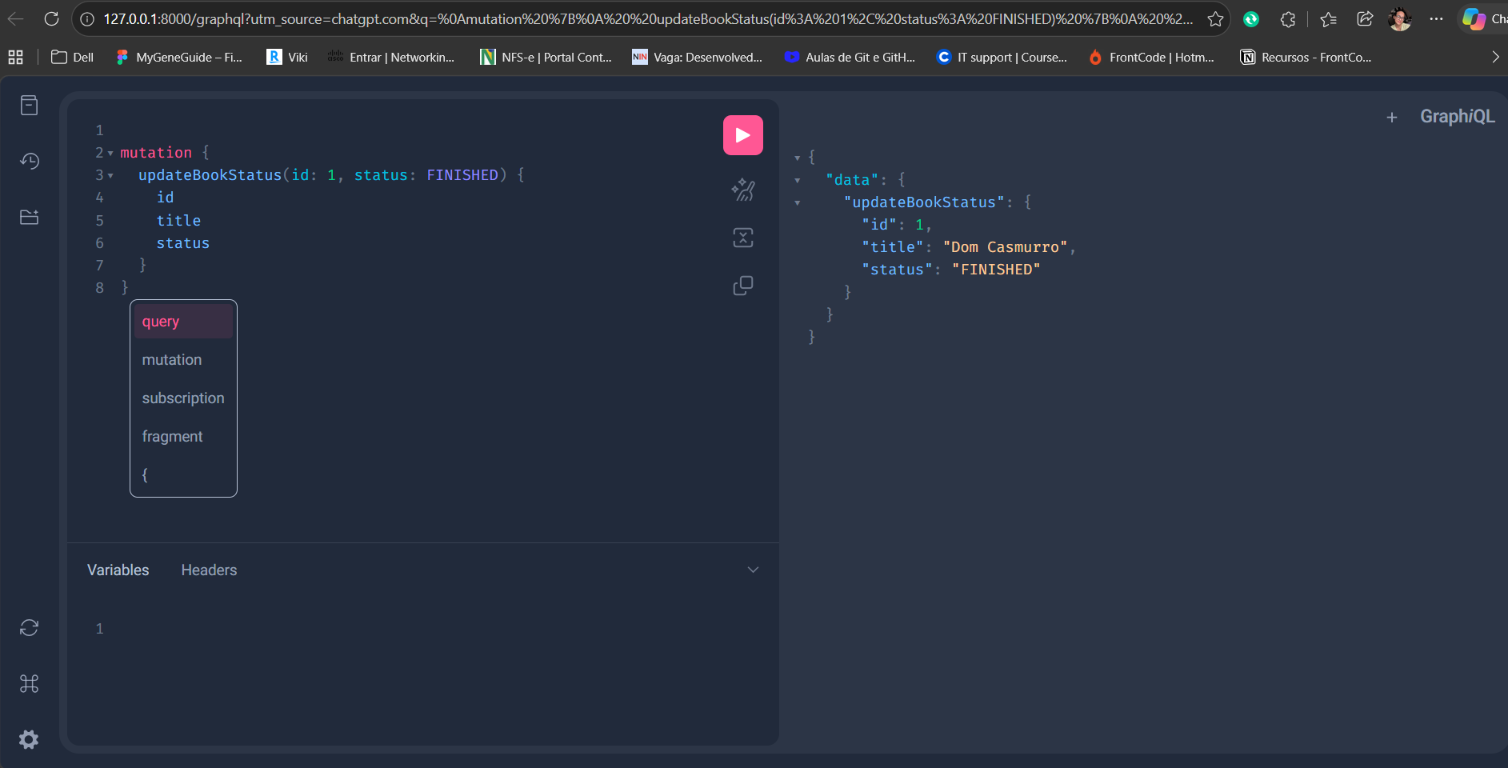 127.0.0.1:8000/graphql?utm_source=chatgpt.com&q=%0Amutation%20%7B%0A%20%20updateBookStatus(id%3A%201%2C%20status%3A%20FINISHED)%20%7B%0A%20%20%2...
Cha
Dell
MyGeneGuide – Fi...
R Viki
Entrar | Networkin...
NFS-e | Portal Cont...
NIN Vaga: Desenvolved...
Aulas de Git e GitH...
C IT support | Course...
FrontCode | Hotm...
Recursos - FrontCo...
+ GraphiQL
1
2 mutation {
3 updateBookStatus(id: 1, status: FINISHED) {
4 id
5 title
6 status
7 }
8 }
query
mutation
subscription
fragment
{
Variables Headers
1
{
"data": {
"updateBookStatus": {
"id": 1,
"title": "Dom Casmurro",
"status": "FINISHED"
}
}
}